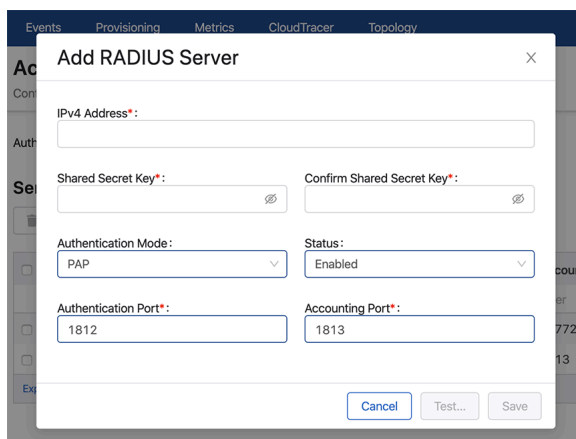 Events Provisioning Metrics CloudTracer Topology
Add RADIUS Server
IPv4 Address*:
Shared Secret Key*: Confirm Shared Secret Key*:
Authentication Mode: Status:
PAP Enabled
Authentication Port*: Accounting Port*:
1812 1813
Cancel Test... Save